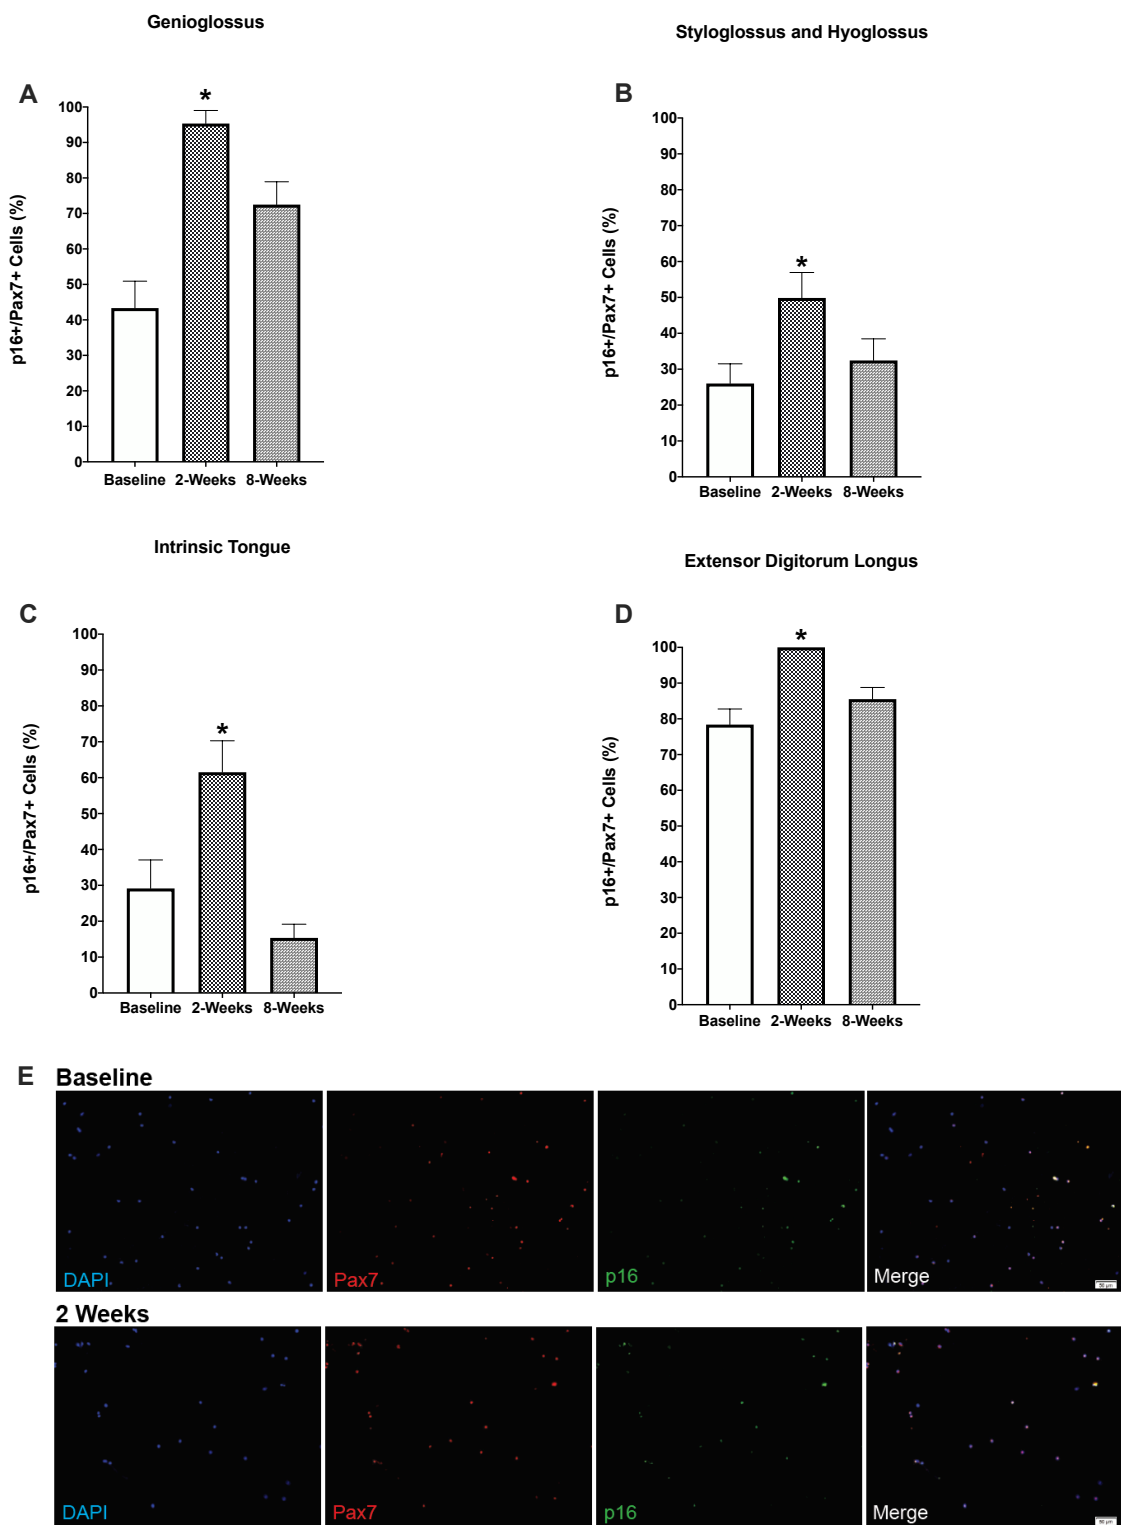 Genioglossus
Styloglossus and Hyoglossus
A
*
p16+/Pax7+ Cells (%)
100
90
80
70
60
50
40
30
20
10
0
Baseline 2-Weeks 8-Weeks
B
*
p16+/Pax7+ Cells (%)
100
90
80
70
60
50
40
30
20
10
0
Baseline 2-Weeks 8-Weeks
Intrinsic Tongue
Extensor Digitorum Longus
C
*
p16+/Pax7+ Cells (%)
100
90
80
70
60
50
40
30
20
10
0
Baseline 2-Weeks 8-Weeks
D
*
p16+/Pax7+ Cells (%)
100
90
80
70
60
50
40
30
20
10
0
Baseline 2-Weeks 8-Weeks
E Baseline
DAPI Pax7 p16 Merge
50 µm
2 Weeks
DAPI Pax7 p16 Merge
50 µm